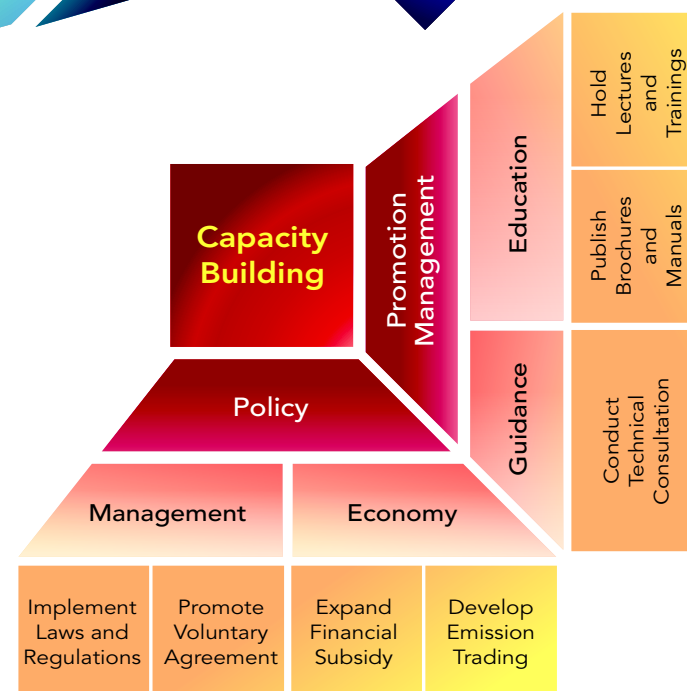 Capacity
Building
Promotion
Management
Education
Hold
Lectures
and
Trainings
Publish
Brochures
and
Manuals
Guidance
Conduct
Technical
Consultation
Policy
Management
Economy
Implement
Laws and
Regulations
Promote
Voluntary
Agreement
Expand
Financial
Subsidy
Develop
Emission
Trading